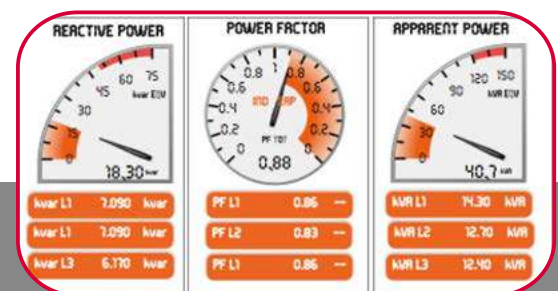 REACTIVE POWER
45 60 75
kvar EQV
30
15
0
18,30 kvar
kvar L1 7.090 kvar
kvar L1 7.090 kvar
kvar L3 6.170 kvar
POWER FACTOR
0.8 1 0.8
0.6 0.6
IND CAP
0.4 0.4
0.2 0.2
PF TOT
0 0
0,88
PF L1 0.86 --
PF L2 0.83 --
PF L1 0.86 --
APPARENT POWER
90 120 150
kVA EQV
60
30
0
40,7 kVA
kVA L1 14.30 kVA
kVA L2 12.70 kVA
kVA L3 12.40 kVA